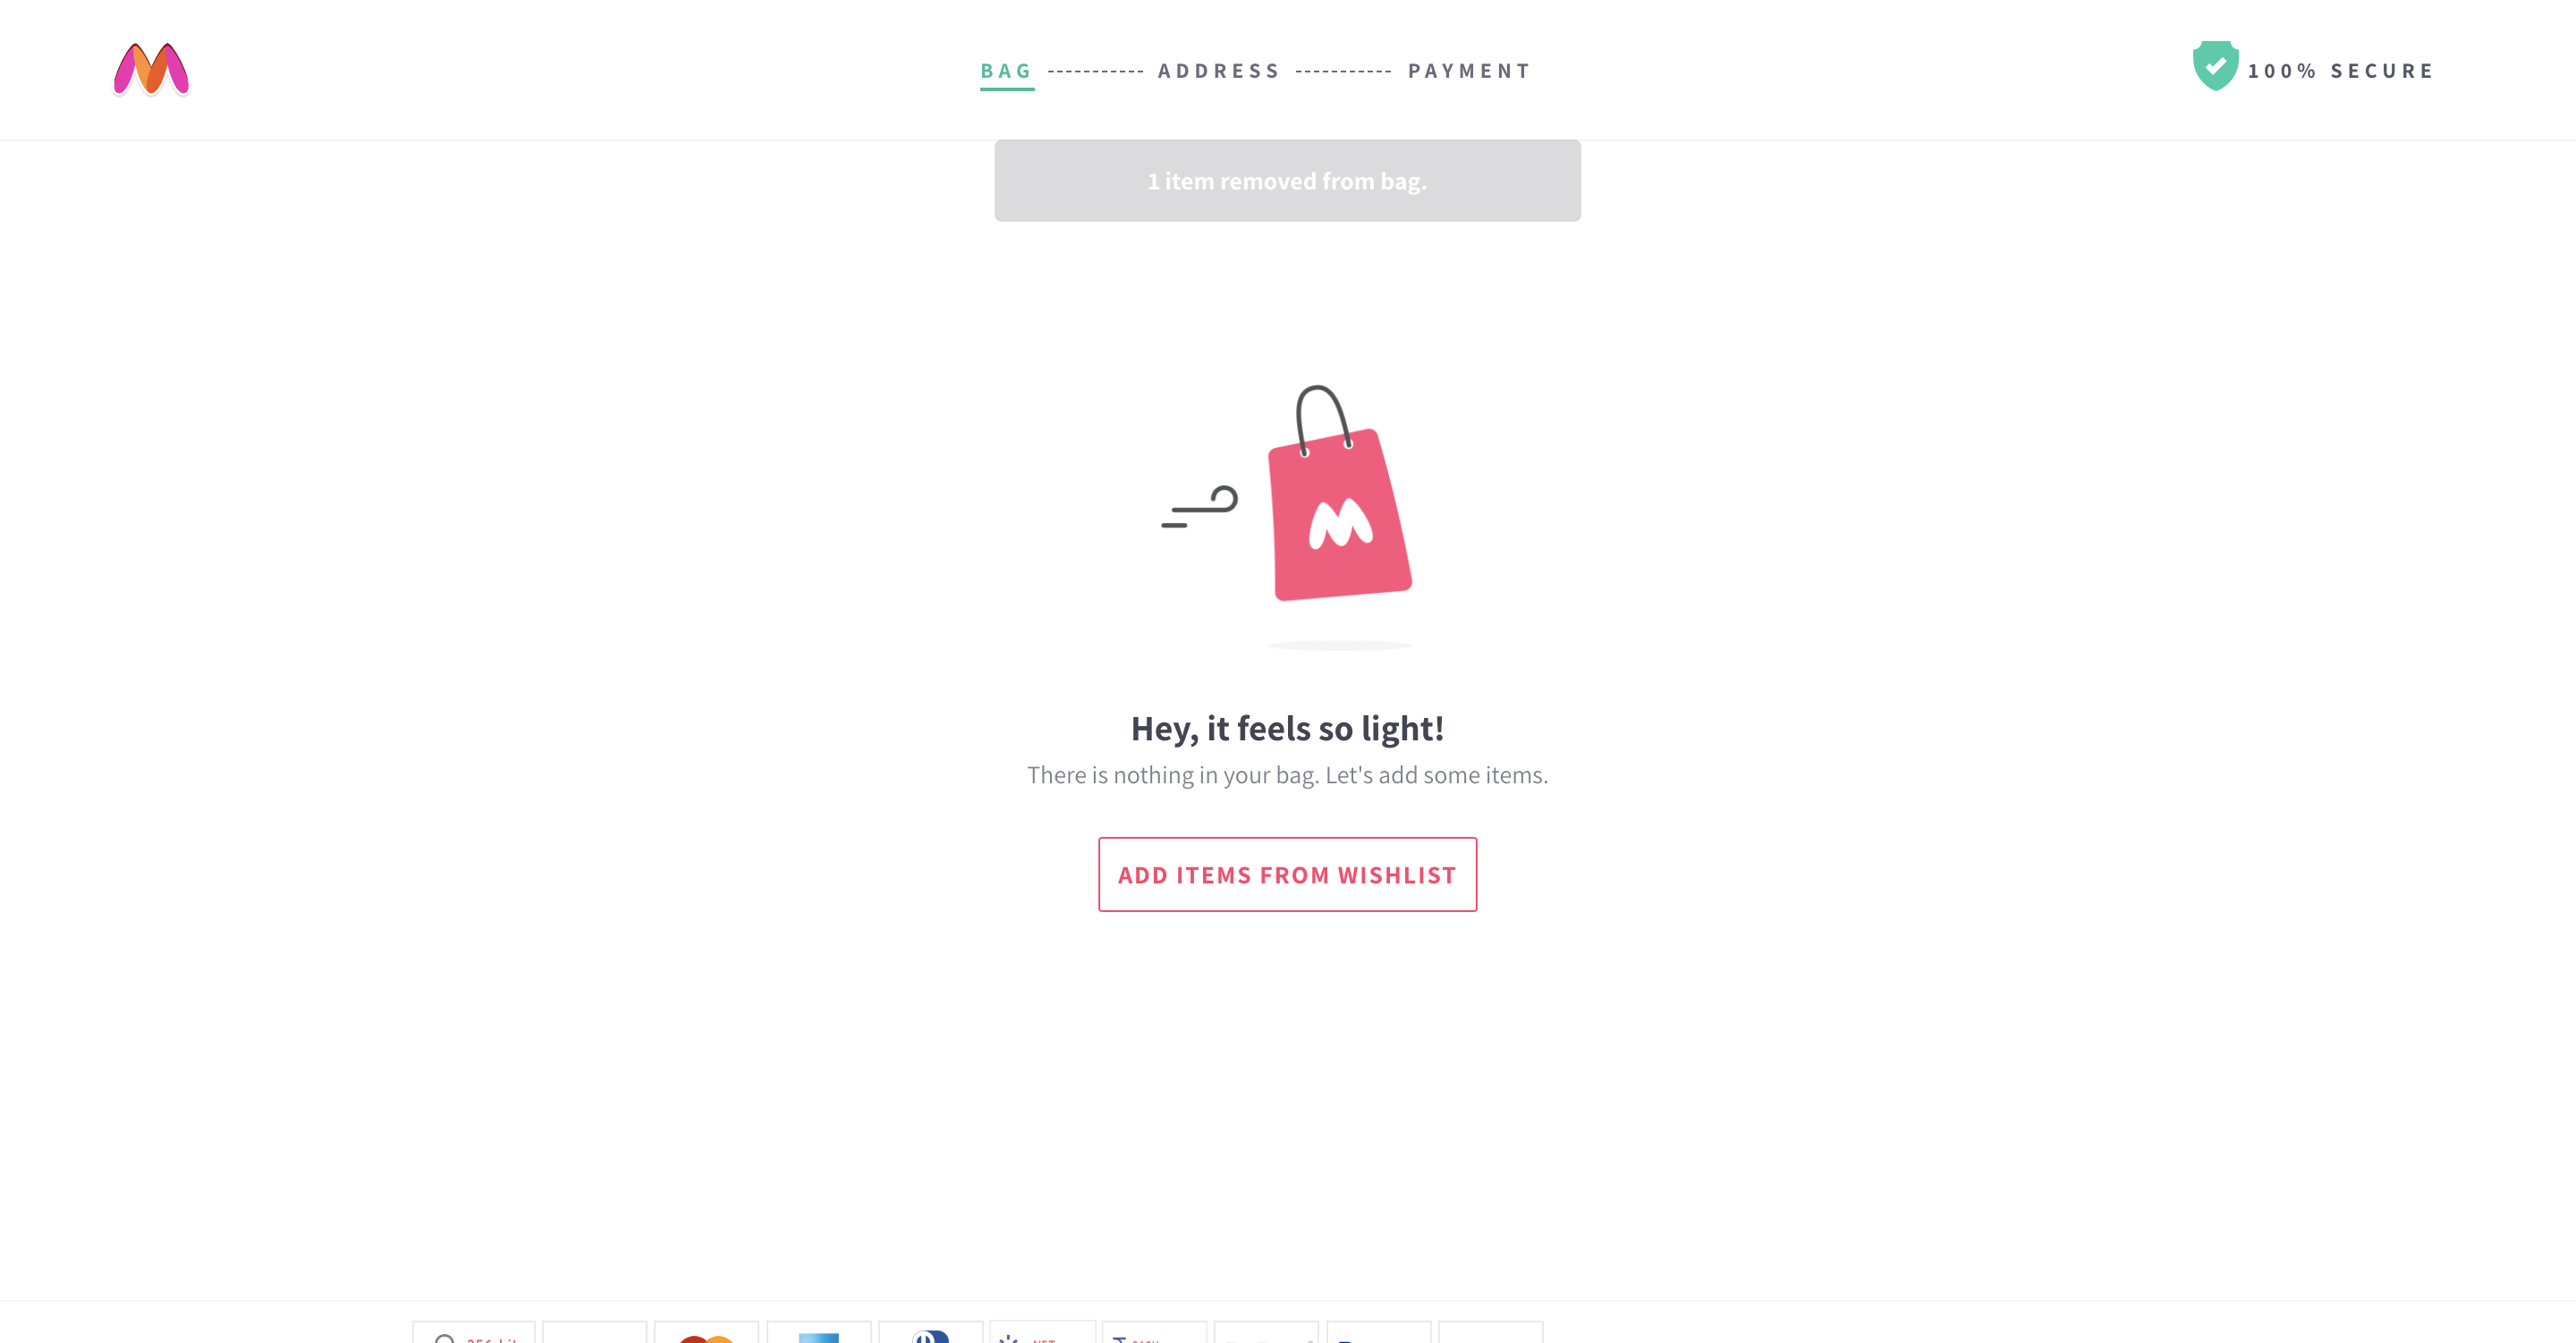 BAG ----------- ADDRESS ----------- PAYMENT
100% SECURE
1 item removed from bag.
Hey, it feels so light!
There is nothing in your bag. Let's add some items.
ADD ITEMS FROM WISHLIST